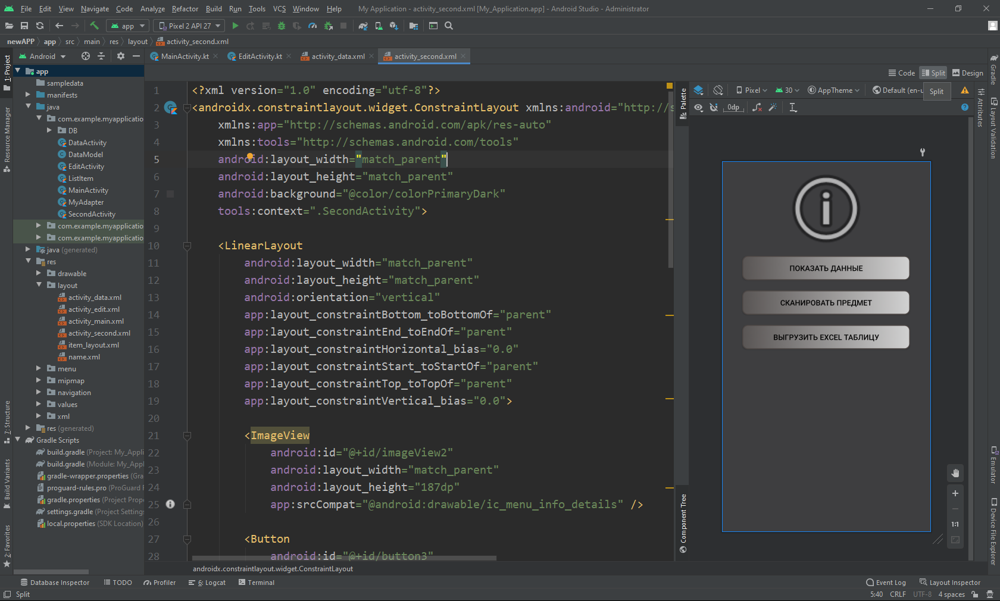 File Edit View Navigate Code Analyze Refactor Build Run Tools VCS Window Help My Application - activity_second.xml [My_Application.app] - Android Studio - Administrator
app Pixel 2 API 27
newAPP app src main res layout activity_second.xml
Android
MainActivity.kt EditActivity.kt activity_data.xml activity_second.xml
1: Project
Resource Manager
7: Structure
Build Variants
2: Favorites
app
sampledata
manifests
java
com.example.myapplicatio
DB
DataActivity
DataModel
EditActivity
ListItem
MainActivity
MyAdapter
SecondActivity
com.example.myapplicatio
com.example.myapplicatio
java (generated)
res
drawable
layout
activity_data.xml
activity_edit.xml
activity_main.xml
activity_second.xml
item_layout.xml
name.xml
menu
mipmap
navigation
values
xml
res (generated)
Gradle Scripts
build.gradle (Project: My_Appli
build.gradle (Module: My_Appl
gradle-wrapper.properties (Gra
proguard-rules.pro (ProGuard
gradle.properties (Project Prope
settings.gradle (Project Settings
local.properties (SDK Location)
1 <?xml version="1.0" encoding="utf-8"?>
2 <androidx.constraintlayout.widget.ConstraintLayout xmlns:android="http://s
3 xmlns:app="http://schemas.android.com/apk/res-auto"
4 xmlns:tools="http://schemas.android.com/tools"
5 android:layout_width="match_parent"
6 android:layout_height="match_parent"
7 android:background="@color/colorPrimaryDark"
8 tools:context=".SecondActivity">
9
10 <LinearLayout
11 android:layout_width="match_parent"
12 android:layout_height="match_parent"
13 android:orientation="vertical"
14 app:layout_constraintBottom_toBottomOf="parent"
15 app:layout_constraintEnd_toEndOf="parent"
16 app:layout_constraintHorizontal_bias="0.0"
17 app:layout_constraintStart_toStartOf="parent"
18 app:layout_constraintTop_toTopOf="parent"
19 app:layout_constraintVertical_bias="0.0">
20
21 <ImageView
22 android:id="@+id/imageView2"
23 android:layout_width="match_parent"
24 android:layout_height="187dp"
25 app:srcCompat="@android:drawable/ic_menu_info_details" />
26
27 <Button
28 android:id="@+id/button3"
androidx.constraintlayout.widget.ConstraintLayout
Code Split Design
Palette
Component Tree
Pixel 30 AppTheme Default (en-u
Split
0dp
ПОКАЗАТЬ ДАННЫЕ
СКАНИРОВАТЬ ПРЕДМЕТ
ВЫГРУЗИТЬ EXCEL ТАБЛИЦУ
1:1
Attributes
Gradle
Layout Validation
Emulator
Device File Explorer
Database Inspector TODO Profiler 6: Logcat Terminal Event Log Layout Inspector
Split 5:40 CRLF UTF-8 4 spaces